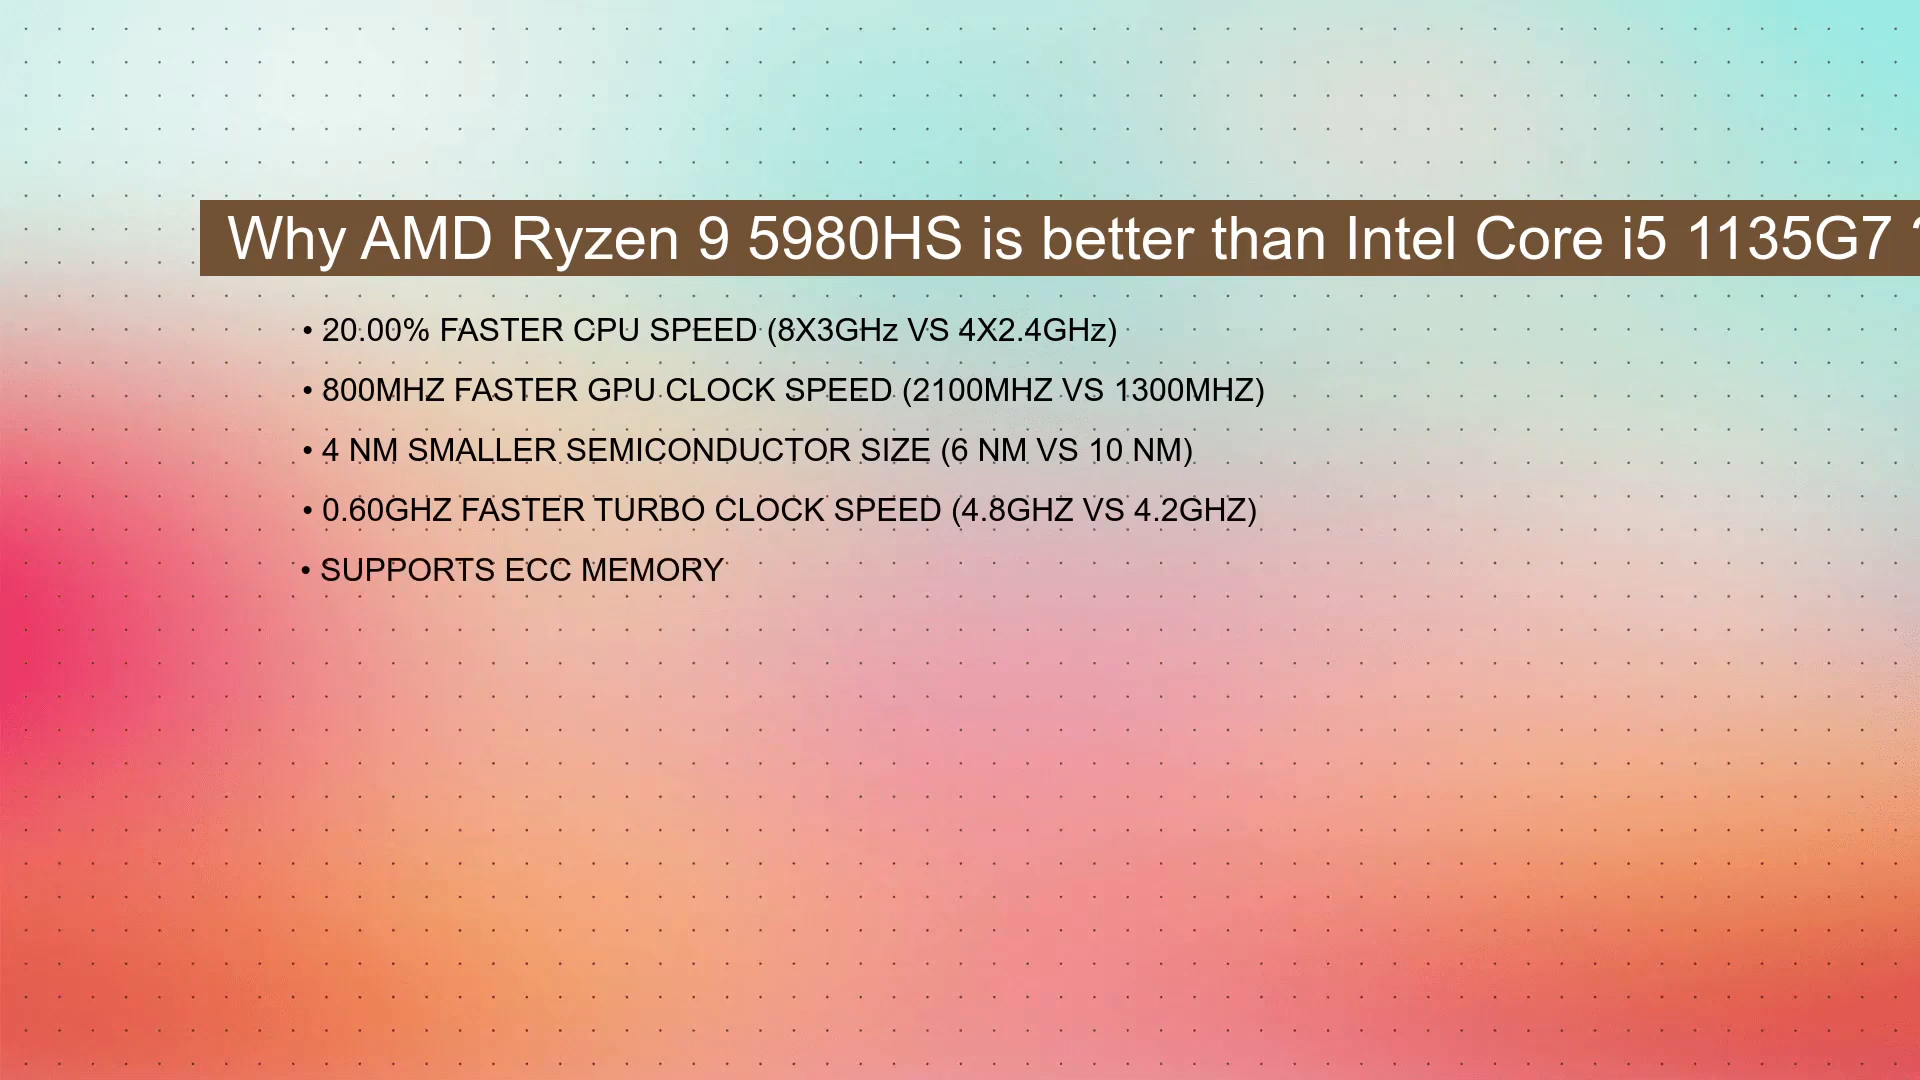 Why AMD Ryzen 9 5980HS is better than Intel Core i5 1135G7 ?
• 20.00% FASTER CPU SPEED (8X3GHz VS 4X2.4GHz)
• 800MHZ FASTER GPU CLOCK SPEED (2100MHZ VS 1300MHZ)
• 4 NM SMALLER SEMICONDUCTOR SIZE (6 NM VS 10 NM)
• 0.60GHZ FASTER TURBO CLOCK SPEED (4.8GHZ VS 4.2GHZ)
• SUPPORTS ECC MEMORY